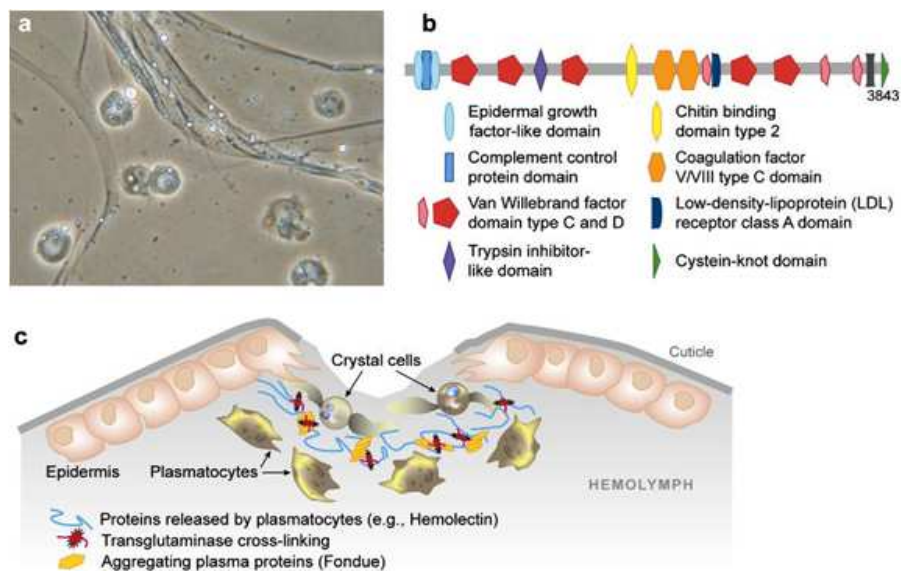 a
b
3843
Epidermal growth
factor-like domain
Complement control
protein domain
Van Willebrand factor
domain type C and D
Trypsin inhibitor-
like domain
Chitin binding
domain type 2
Coagulation factor
V/VIII type C domain
Low-density-lipoprotein (LDL)
receptor class A domain
Cystein-knot domain
c
Crystal cells
Cuticle
Epidermis
Plasmatocytes
HEMOLYMPH
Proteins released by plasmatocytes (e.g., Hemolectin)
Transglutaminase cross-linking
Aggregating plasma proteins (Fondue)